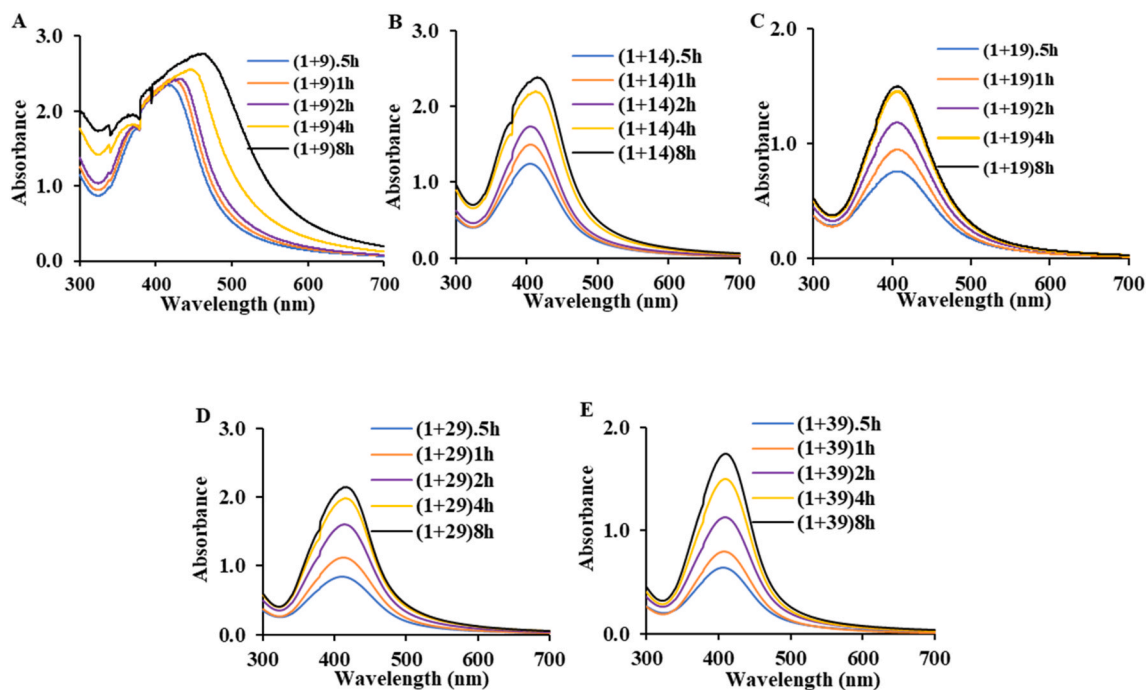 A
3.0
2.0
1.0
0.0
Absorbance
300 400 500 600 700
Wavelength (nm)
(1+9).5h
(1+9)1h
(1+9)2h
(1+9)4h
(1+9)8h
B
3.0
2.0
1.0
0.0
Absorbance
300 400 500 600 700
Wavelength (nm)
(1+14).5h
(1+14)1h
(1+14)2h
(1+14)4h
(1+14)8h
C
2.0
1.0
0.0
Absorbance
300 400 500 600 700
Wavelength (nm)
(1+19).5h
(1+19)1h
(1+19)2h
(1+19)4h
(1+19)8h
D
3.0
2.0
1.0
0.0
Absorbance
300 400 500 600 700
Wavelength (nm)
(1+29).5h
(1+29)1h
(1+29)2h
(1+29)4h
(1+29)8h
E
2.0
1.0
0.0
Absorbance
300 400 500 600 700
Wavelength (nm)
(1+39).5h
(1+39)1h
(1+39)2h
(1+39)4h
(1+39)8h